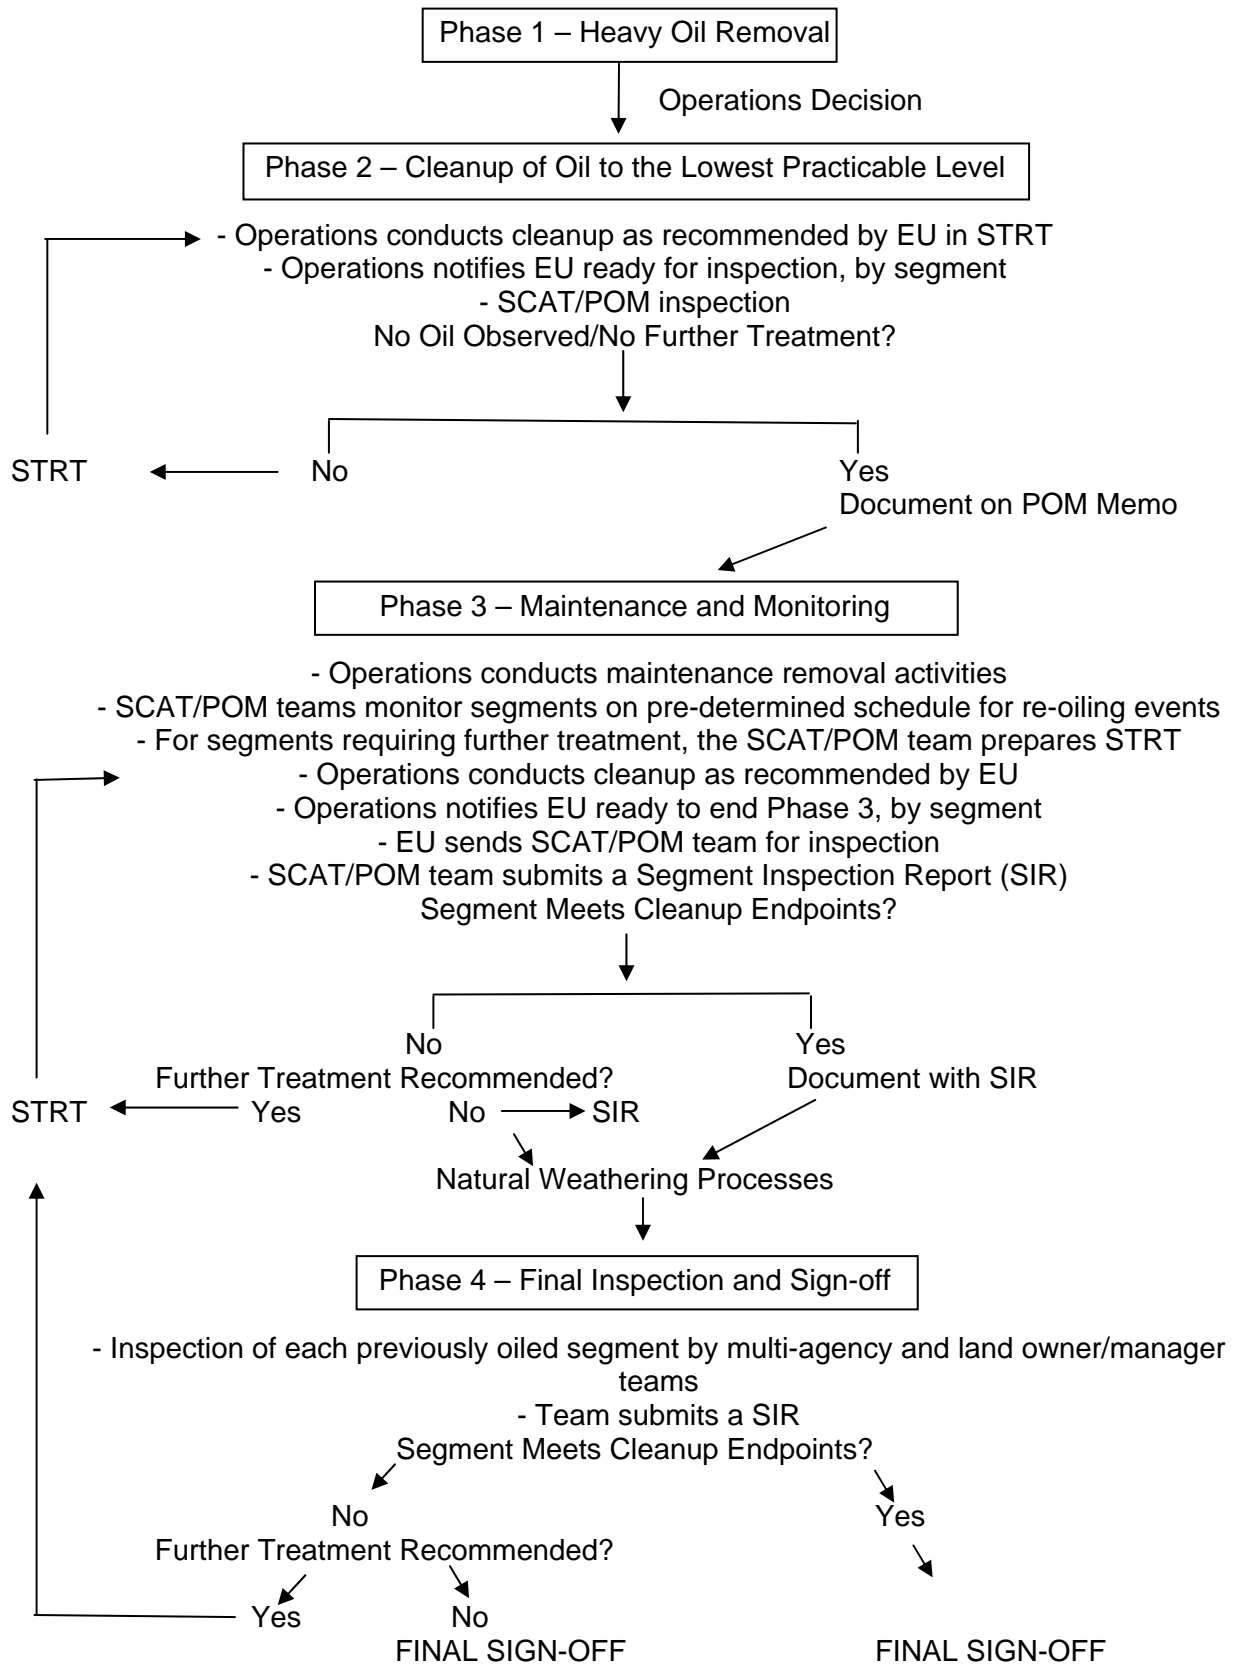 Phase 1 – Heavy Oil Removal
Operations Decision
Phase 2 – Cleanup of Oil to the Lowest Practicable Level
- Operations conducts cleanup as recommended by EU in STRT
- Operations notifies EU ready for inspection, by segment
- SCAT/POM inspection
No Oil Observed/No Further Treatment?
STRT No Yes
Document on POM Memo
Phase 3 – Maintenance and Monitoring
- Operations conducts maintenance removal activities
- SCAT/POM teams monitor segments on pre-determined schedule for re-oiling events
- For segments requiring further treatment, the SCAT/POM team prepares STRT
- Operations conducts cleanup as recommended by EU
- Operations notifies EU ready to end Phase 3, by segment
- EU sends SCAT/POM team for inspection
- SCAT/POM team submits a Segment Inspection Report (SIR)
Segment Meets Cleanup Endpoints?
No Yes
Further Treatment Recommended? Document with SIR
STRT Yes No SIR
Natural Weathering Processes
Phase 4 – Final Inspection and Sign-off
- Inspection of each previously oiled segment by multi-agency and land owner/manager
teams
- Team submits a SIR
Segment Meets Cleanup Endpoints?
No Yes
Further Treatment Recommended?
Yes No
FINAL SIGN-OFF FINAL SIGN-OFF